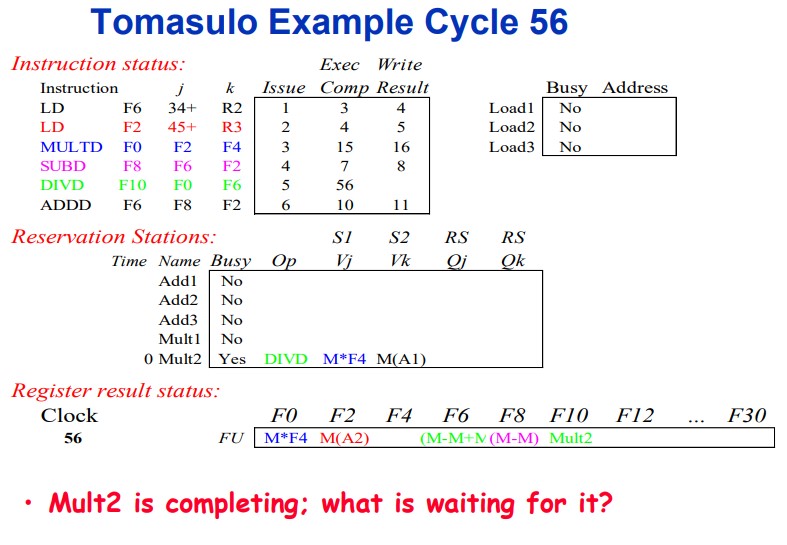 Tomasulo Example Cycle 56
Instruction status: Exec Write
Instruction j k Issue Comp Result Busy Address
LD F6 34+ R2 1 3 4 Load1 No
LD F2 45+ R3 2 4 5 Load2 No
MULTD F0 F2 F4 3 15 16 Load3 No
SUBD F8 F6 F2 4 7 8
DIVD F10 F0 F6 5 56
ADDD F6 F8 F2 6 10 11
Reservation Stations: S1 S2 RS RS
Time Name Busy Op Vj Vk Qj Qk
Add1 No
Add2 No
Add3 No
Mult1 No
0 Mult2 Yes DIVD M*F4 M(A1)
Register result status:
Clock F0 F2 F4 F6 F8 F10 F12 ... F30
56 FU M*F4 M(A2) (M-M+M (M-M) Mult2
• Mult2 is completing; what is waiting for it?